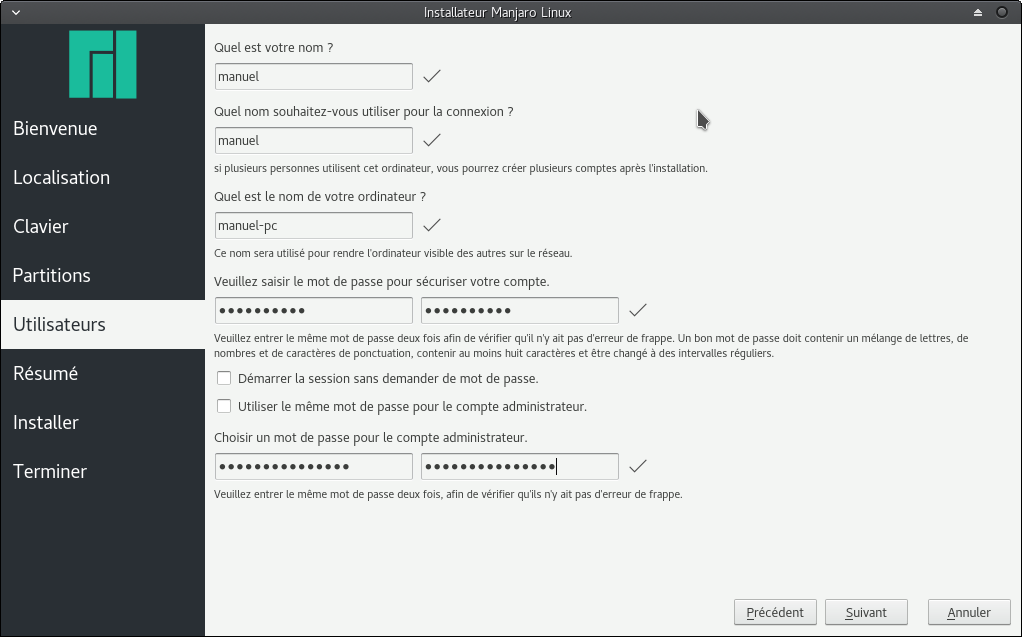 Installateur Manjaro Linux
Bienvenue
Localisation
Clavier
Partitions
Utilisateurs
Résumé
Installer
Terminer
Quel est votre nom ?
manuel
Quel nom souhaitez-vous utiliser pour la connexion ?
manuel
si plusieurs personnes utilisent cet ordinateur, vous pourrez créer plusieurs comptes après l'installation.
Quel est le nom de votre ordinateur ?
manuel-pc
Ce nom sera utilisé pour rendre l'ordinateur visible des autres sur le réseau.
Veuillez saisir le mot de passe pour sécuriser votre compte.
●●●●●●●●●● ●●●●●●●●●●
Veuillez entrer le même mot de passe deux fois afin de vérifier qu'il n'y ait pas d'erreur de frappe. Un bon mot de passe doit contenir un mélange de lettres, de
nombres et de caractères de ponctuation, contenir au moins huit caractères et être changé à des intervalles réguliers.
Démarrer la session sans demander de mot de passe.
Utiliser le même mot de passe pour le compte administrateur.
Choisir un mot de passe pour le compte administrateur.
●●●●●●●●●●●●●●● ●●●●●●●●●●●●●●●
Veuillez entrer le même mot de passe deux fois, afin de vérifier qu'ils n'y ait pas d'erreur de frappe.
Précédent Suivant Annuler